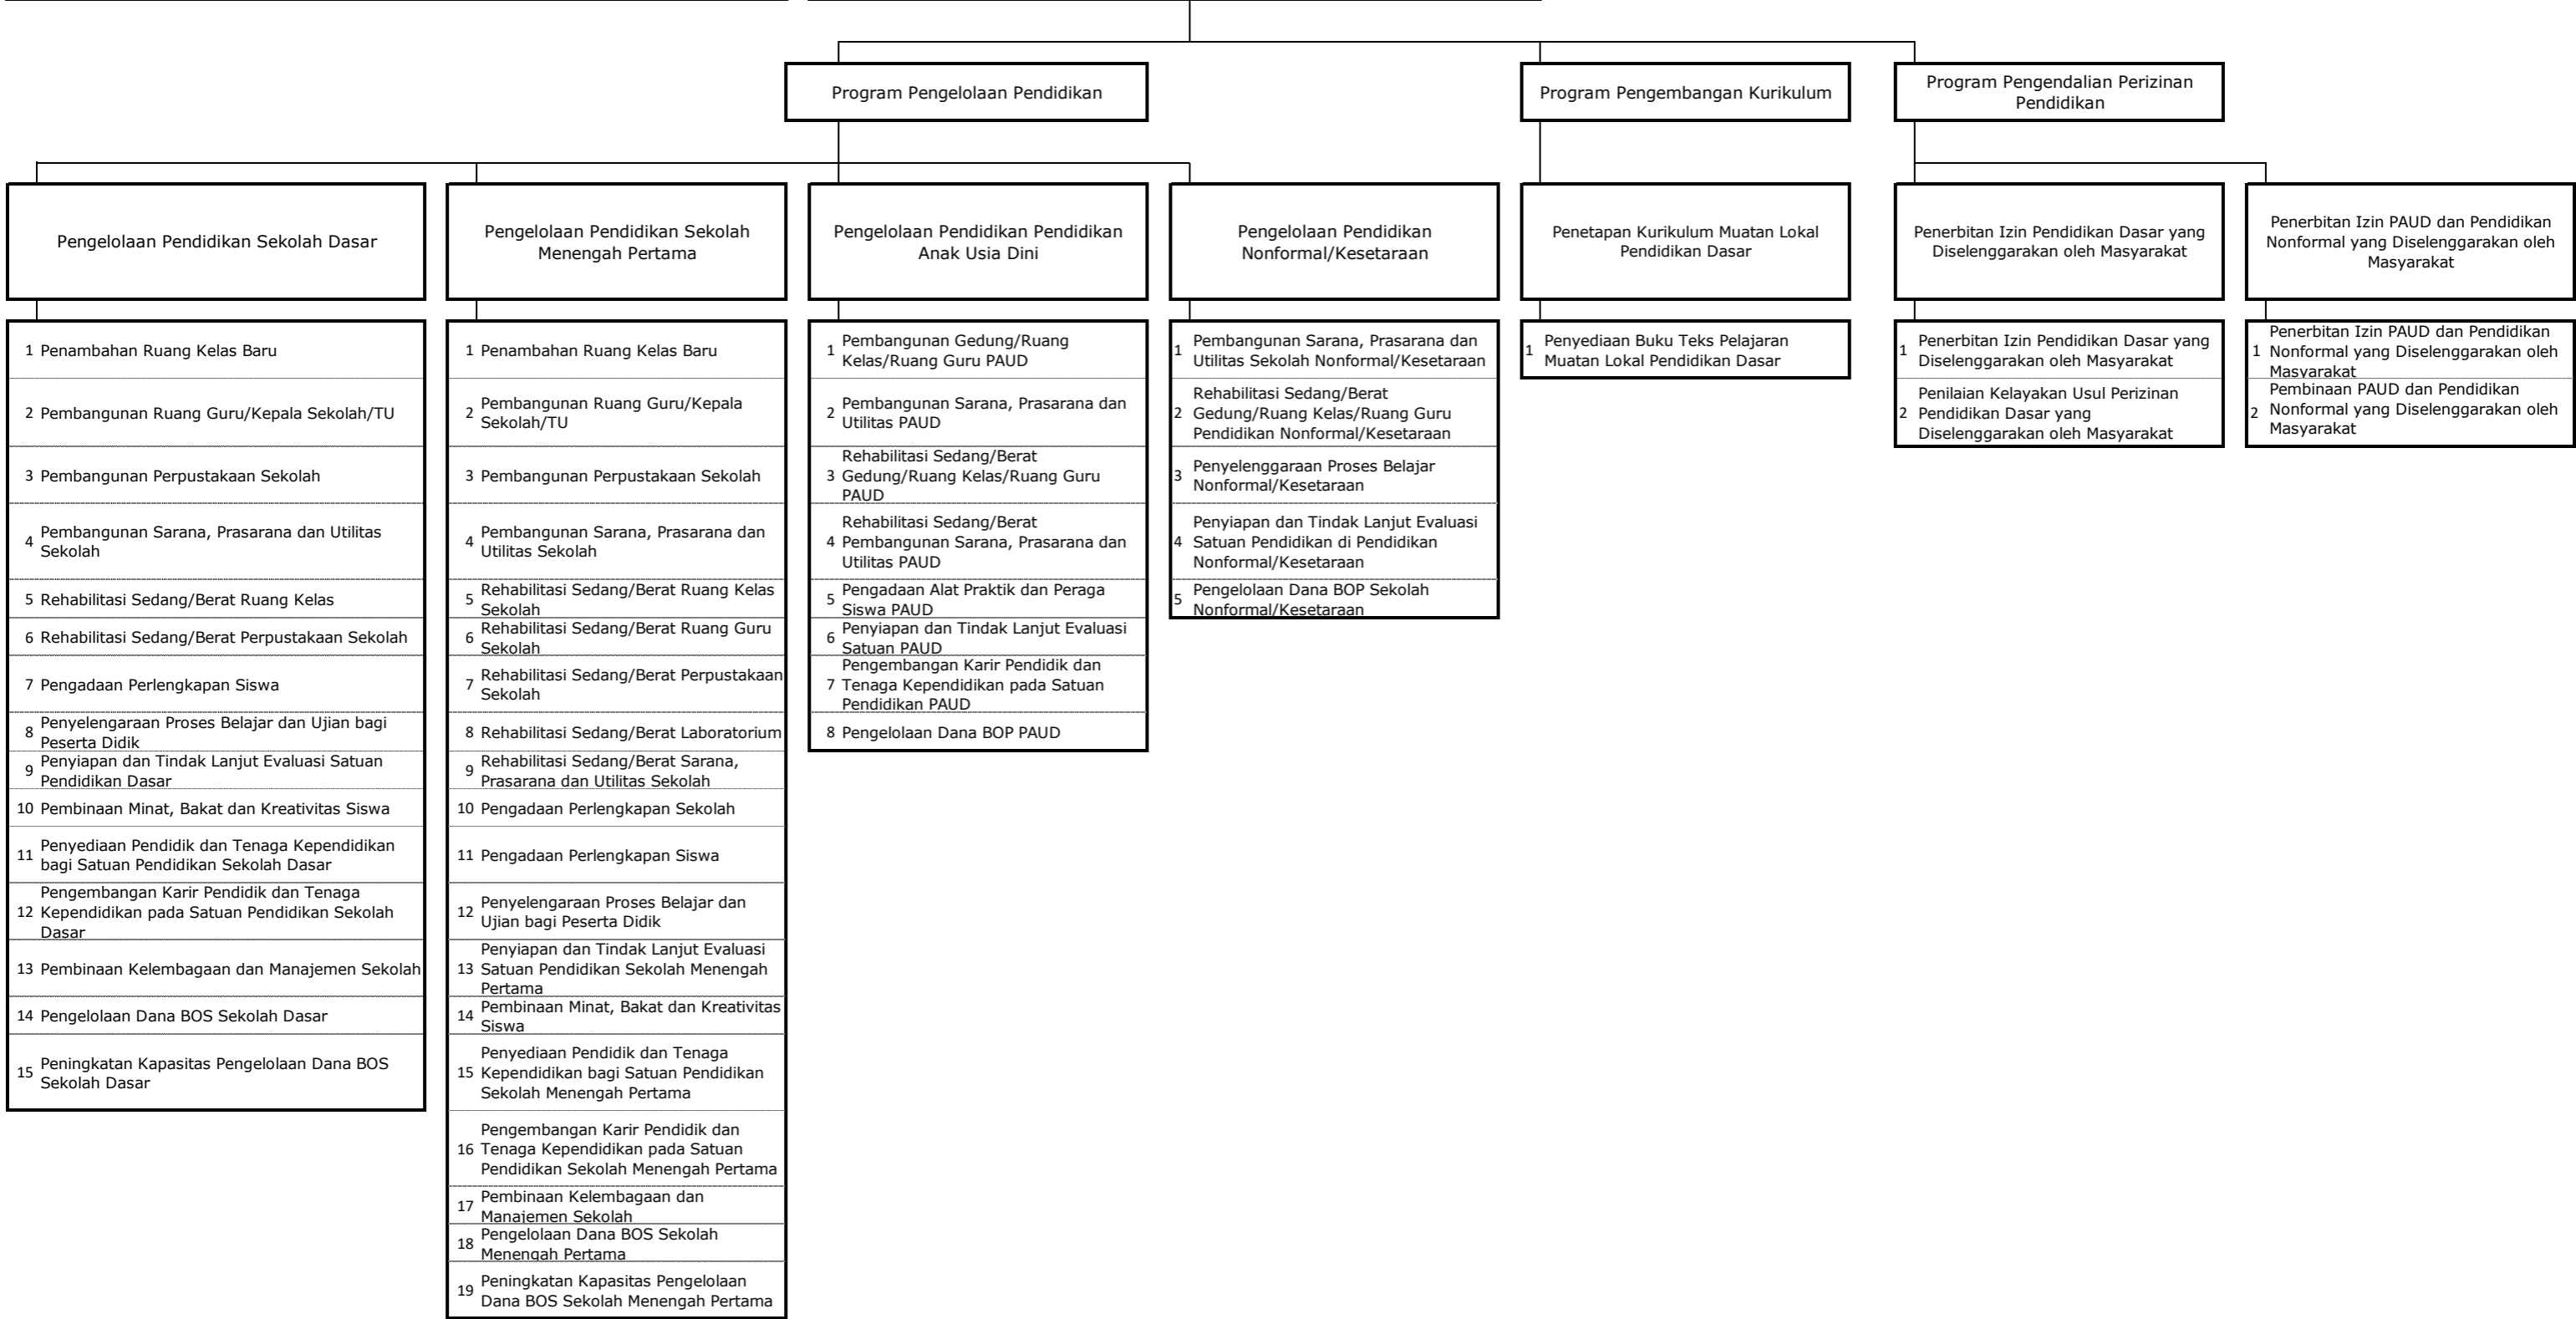 Program Pengelolaan Pendidikan
Program Pengembangan Kurikulum
Program Pengendalian Perizinan
Pendidikan
Pengelolaan Pendidikan Sekolah Dasar
Pengelolaan Pendidikan Sekolah
Menengah Pertama
Pengelolaan Pendidikan Pendidikan
Anak Usia Dini
Pengelolaan Pendidikan
Nonformal/Kesetaraan
Penetapan Kurikulum Muatan Lokal
Pendidikan Dasar
Penerbitan Izin Pendidikan Dasar yang
Diselenggarakan oleh Masyarakat
Penerbitan Izin PAUD dan Pendidikan
Nonformal yang Diselenggarakan oleh
Masyarakat
1 Penambahan Ruang Kelas Baru
2 Pembangunan Ruang Guru/Kepala Sekolah/TU
3 Pembangunan Perpustakaan Sekolah
4 Pembangunan Sarana, Prasarana dan Utilitas
Sekolah
5 Rehabilitasi Sedang/Berat Ruang Kelas
6 Rehabilitasi Sedang/Berat Perpustakaan Sekolah
7 Pengadaan Perlengkapan Siswa
8 Penyelengaraan Proses Belajar dan Ujian bagi
Peserta Didik
9 Penyiapan dan Tindak Lanjut Evaluasi Satuan
Pendidikan Dasar
10 Pembinaan Minat, Bakat dan Kreativitas Siswa
11 Penyediaan Pendidik dan Tenaga Kependidikan
bagi Satuan Pendidikan Sekolah Dasar
12 Pengembangan Karir Pendidik dan Tenaga
Kependidikan pada Satuan Pendidikan Sekolah
Dasar
13 Pembinaan Kelembagaan dan Manajemen Sekolah
14 Pengelolaan Dana BOS Sekolah Dasar
15 Peningkatan Kapasitas Pengelolaan Dana BOS
Sekolah Dasar
1 Penambahan Ruang Kelas Baru
2 Pembangunan Ruang Guru/Kepala
Sekolah/TU
3 Pembangunan Perpustakaan Sekolah
4 Pembangunan Sarana, Prasarana dan
Utilitas Sekolah
5 Rehabilitasi Sedang/Berat Ruang Kelas
Sekolah
6 Rehabilitasi Sedang/Berat Ruang Guru
Sekolah
7 Rehabilitasi Sedang/Berat Perpustakaan
Sekolah
8 Rehabilitasi Sedang/Berat Laboratorium
9 Rehabilitasi Sedang/Berat Sarana,
Prasarana dan Utilitas Sekolah
10 Pengadaan Perlengkapan Sekolah
11 Pengadaan Perlengkapan Siswa
12 Penyelengaraan Proses Belajar dan
Ujian bagi Peserta Didik
13 Penyiapan dan Tindak Lanjut Evaluasi
Satuan Pendidikan Sekolah Menengah
Pertama
14 Pembinaan Minat, Bakat dan Kreativitas
Siswa
15 Penyediaan Pendidik dan Tenaga
Kependidikan bagi Satuan Pendidikan
Sekolah Menengah Pertama
16 Pengembangan Karir Pendidik dan
Tenaga Kependidikan pada Satuan
Pendidikan Sekolah Menengah Pertama
17 Pembinaan Kelembagaan dan
Manajemen Sekolah
18 Pengelolaan Dana BOS Sekolah
Menengah Pertama
19 Peningkatan Kapasitas Pengelolaan
Dana BOS Sekolah Menengah Pertama
1 Pembangunan Gedung/Ruang
Kelas/Ruang Guru PAUD
2 Pembangunan Sarana, Prasarana dan
Utilitas PAUD
3 Rehabilitasi Sedang/Berat
Gedung/Ruang Kelas/Ruang Guru
PAUD
4 Rehabilitasi Sedang/Berat
Pembangunan Sarana, Prasarana dan
Utilitas PAUD
5 Pengadaan Alat Praktik dan Peraga
Siswa PAUD
6 Penyiapan dan Tindak Lanjut Evaluasi
Satuan PAUD
7 Pengembangan Karir Pendidik dan
Tenaga Kependidikan pada Satuan
Pendidikan PAUD
8 Pengelolaan Dana BOP PAUD
1 Pembangunan Sarana, Prasarana dan
Utilitas Sekolah Nonformal/Kesetaraan
2 Rehabilitasi Sedang/Berat
Gedung/Ruang Kelas/Ruang Guru
Pendidikan Nonformal/Kesetaraan
3 Penyelenggaraan Proses Belajar
Nonformal/Kesetaraan
4 Penyiapan dan Tindak Lanjut Evaluasi
Satuan Pendidikan di Pendidikan
Nonformal/Kesetaraan
5 Pengelolaan Dana BOP Sekolah
Nonformal/Kesetaraan
1 Penyediaan Buku Teks Pelajaran
Muatan Lokal Pendidikan Dasar
1 Penerbitan Izin Pendidikan Dasar yang
Diselenggarakan oleh Masyarakat
2 Penilaian Kelayakan Usul Perizinan
Pendidikan Dasar yang
Diselenggarakan oleh Masyarakat
1 Penerbitan Izin PAUD dan Pendidikan
Nonformal yang Diselenggarakan oleh
Masyarakat
2 Pembinaan PAUD dan Pendidikan
Nonformal yang Diselenggarakan oleh
Masyarakat